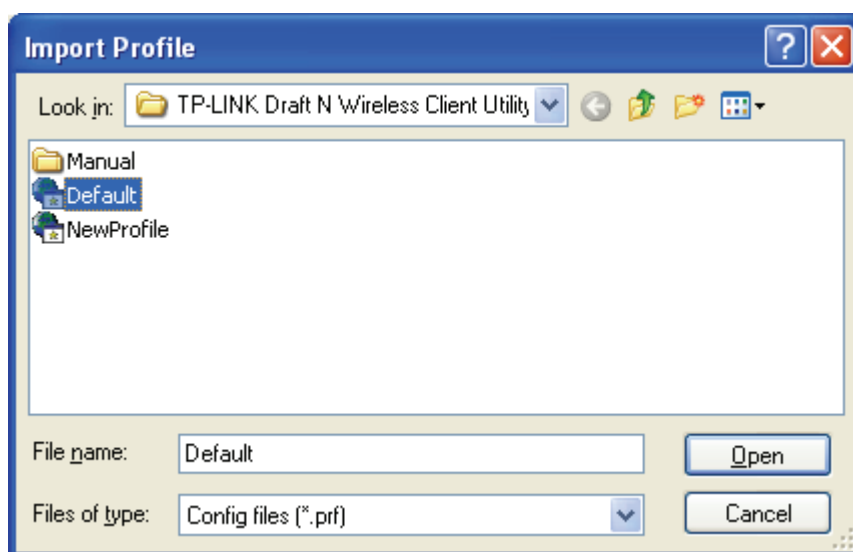 Import Profile
Look in: TP-LINK Draft N Wireless Client Utility
Manual
Default
NewProfile
File name: Default
Open
Files of type: Config files (*.prf)
Cancel